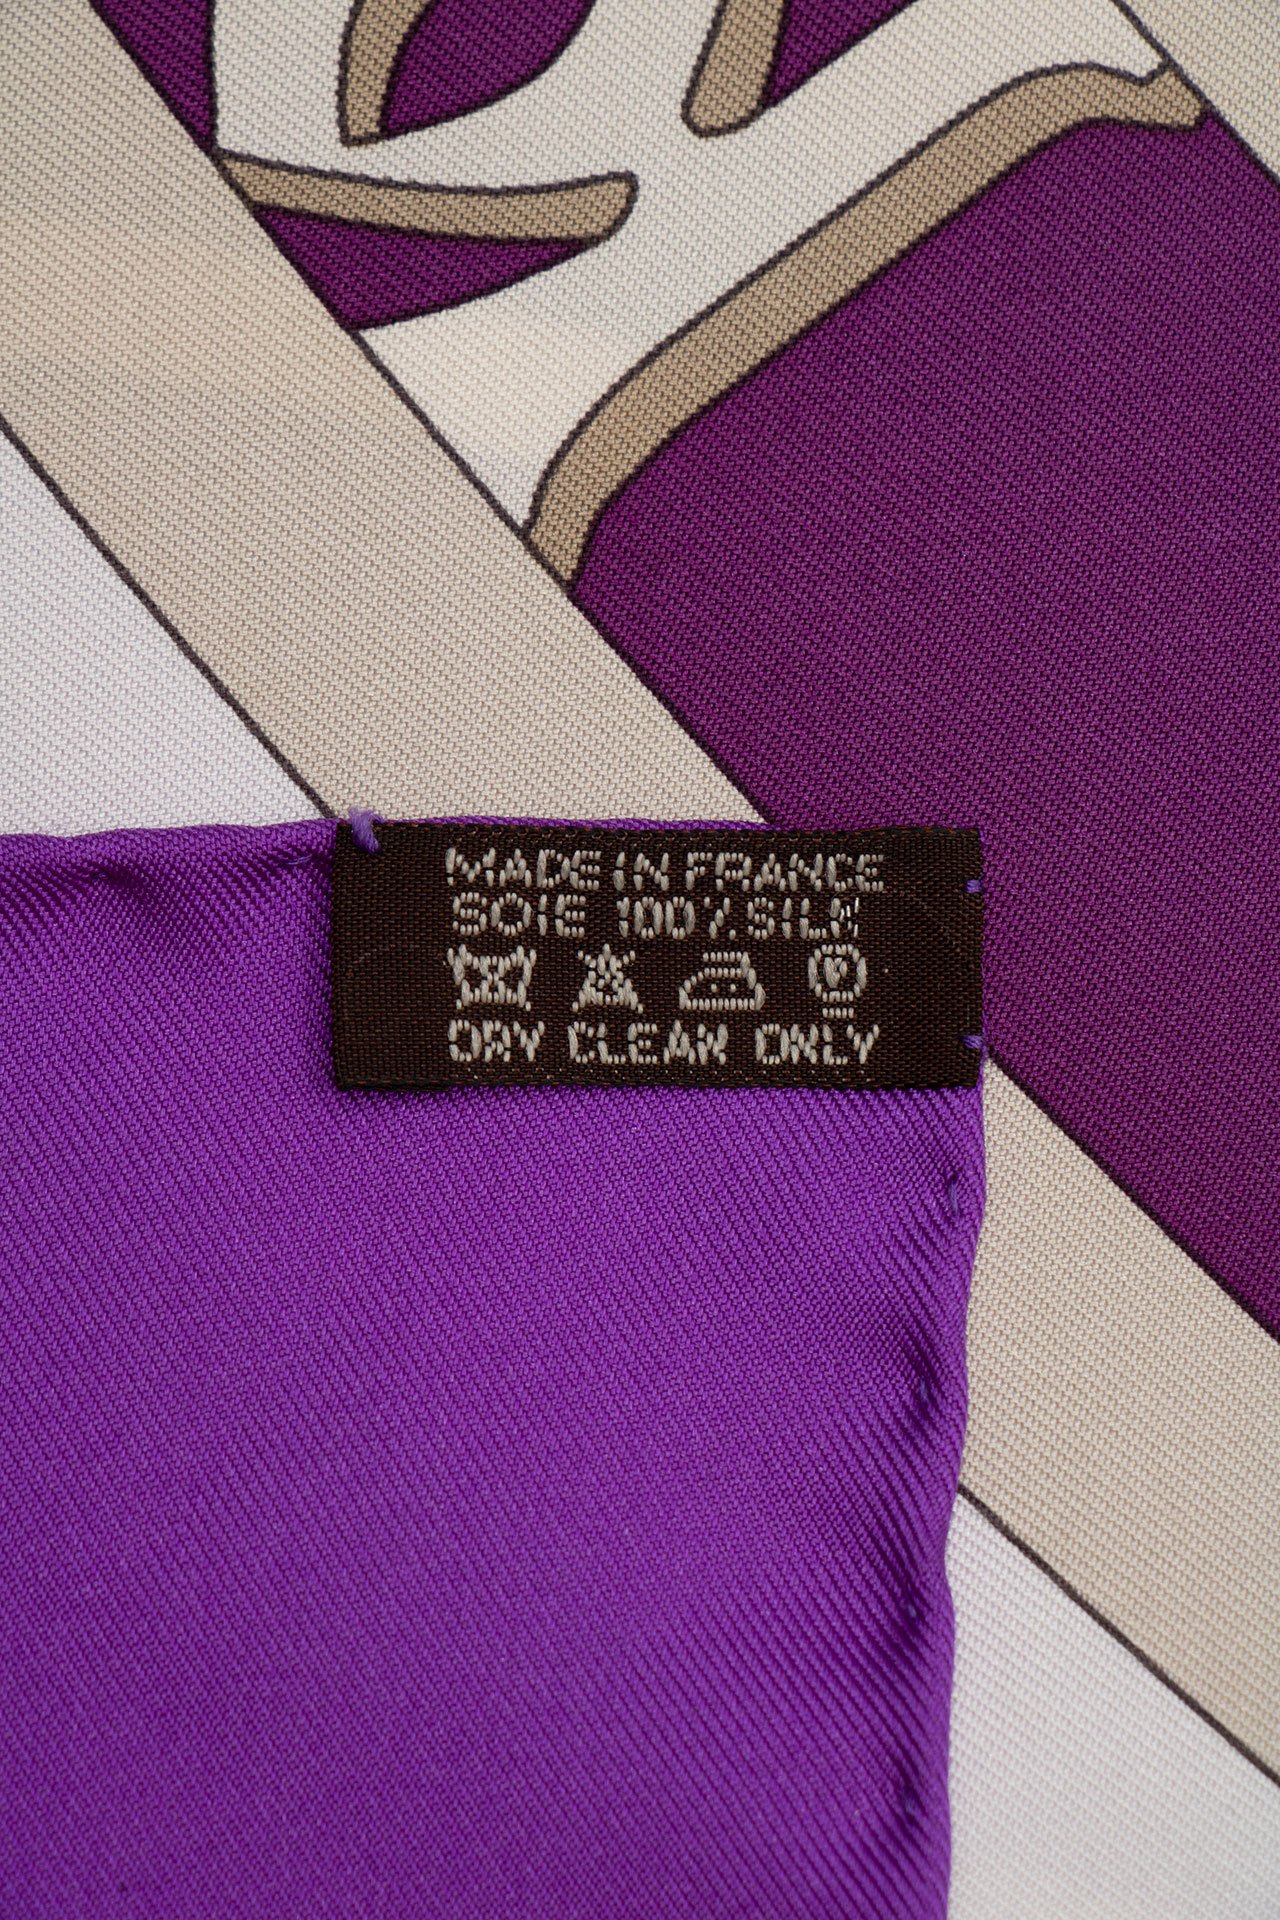 MADE IN FRANCE
SOIE 100% SILK
P
DRY CLEAN ONLY